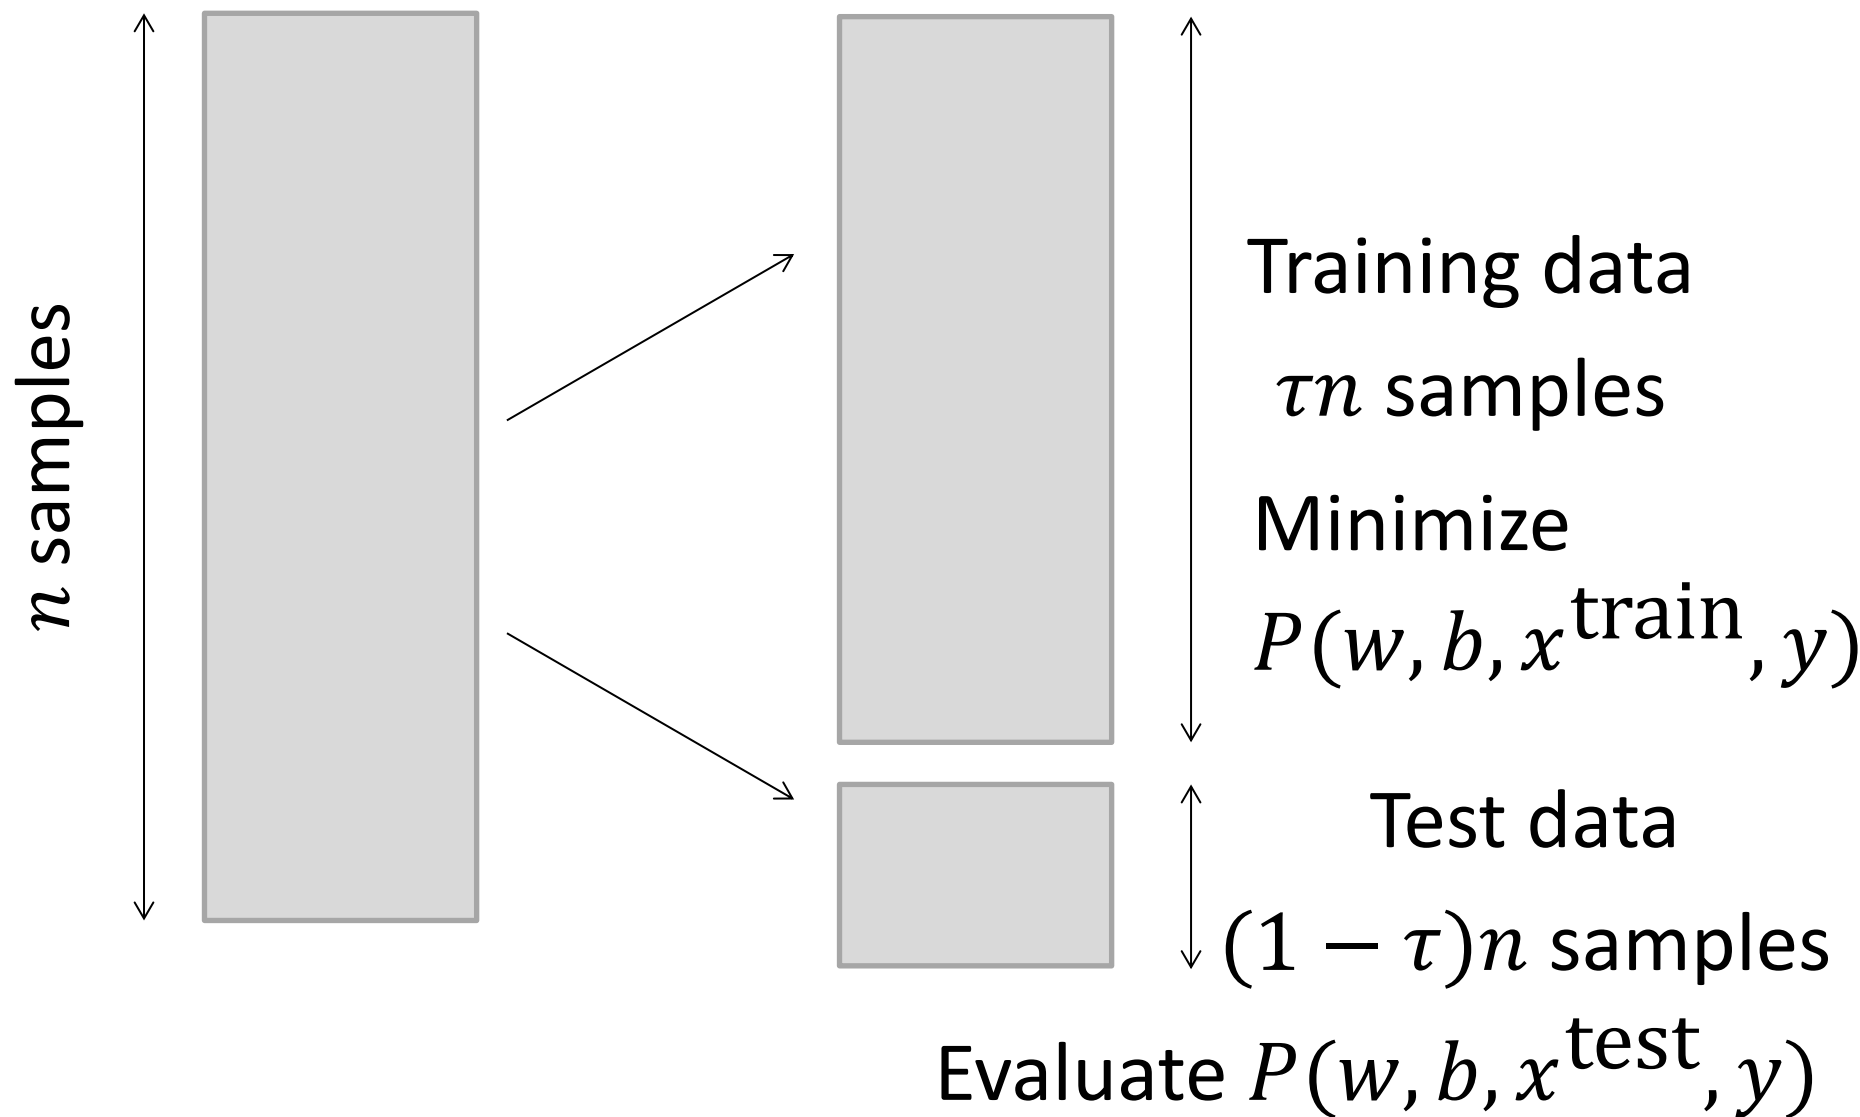 𝑛 samples
Training data
𝜏𝑛 samples
Minimize
𝑃(𝑤, 𝑏, 𝑥^train, 𝑦)
Test data
(1 − 𝜏)𝑛 samples
Evaluate 𝑃(𝑤, 𝑏, 𝑥^test, 𝑦)